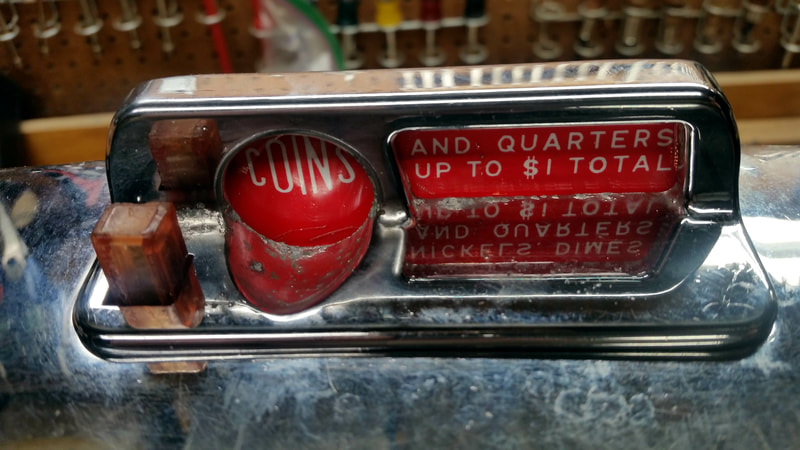 COINS
AND QUARTERS
UP TO $1 TOTAL
UP TO $1 TOTAL
AND QUARTERS
NICKELS, DIMES